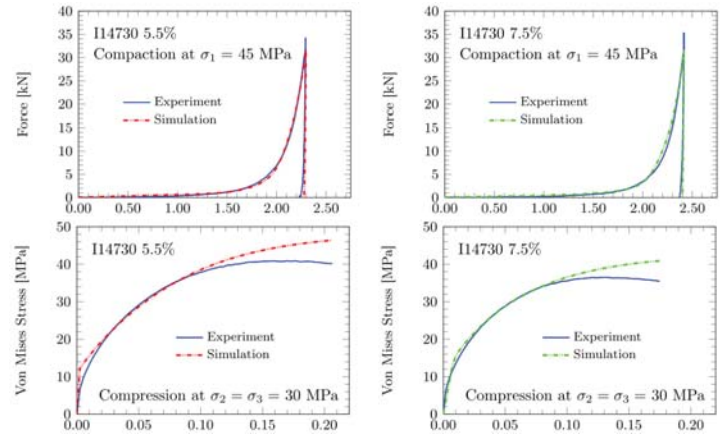 I14730 5.5%
Compaction at σ₁ = 45 MPa
Force [kN]
40
35
30
25
20
15
10
5
0
Experiment
Simulation
0.00 0.50 1.00 1.50 2.00 2.50
I14730 7.5%
Compaction at σ₁ = 45 MPa
Force [kN]
40
35
30
25
20
15
10
5
0
Experiment
Simulation
0.00 0.50 1.00 1.50 2.00 2.50
I14730 5.5%
Von Mises Stress [MPa]
50
40
30
20
10
0
Experiment
Simulation
Compression at σ₂ = σ₃ = 30 MPa
0.00 0.05 0.10 0.15 0.20
I14730 7.5%
Von Mises Stress [MPa]
50
40
30
20
10
0
Experiment
Simulation
Compression at σ₂ = σ₃ = 30 MPa
0.00 0.05 0.10 0.15 0.20